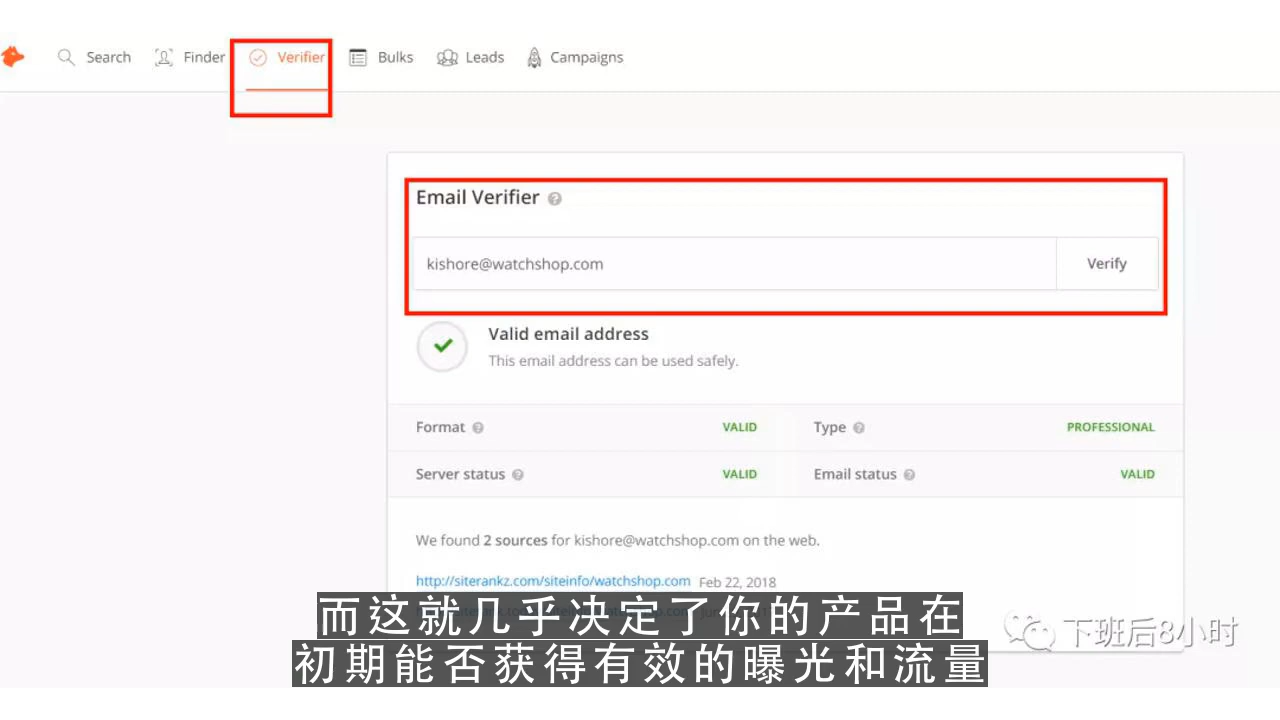 Search Finder Verifier Bulks Leads Campaigns
Email Verifier
kishore@watchshop.com Verify
Valid email address
This email address can be used safely.
Format VALID Type PROFESSIONAL
Server status VALID Email status VALID
We found 2 sources for kishore@watchshop.com on the web.
http://siterankz.com/siteinfo/watchshop.com Feb 22, 2018
而这就几乎决定了你的产品在
初期能否获得有效的曝光和流量
下班后8小时